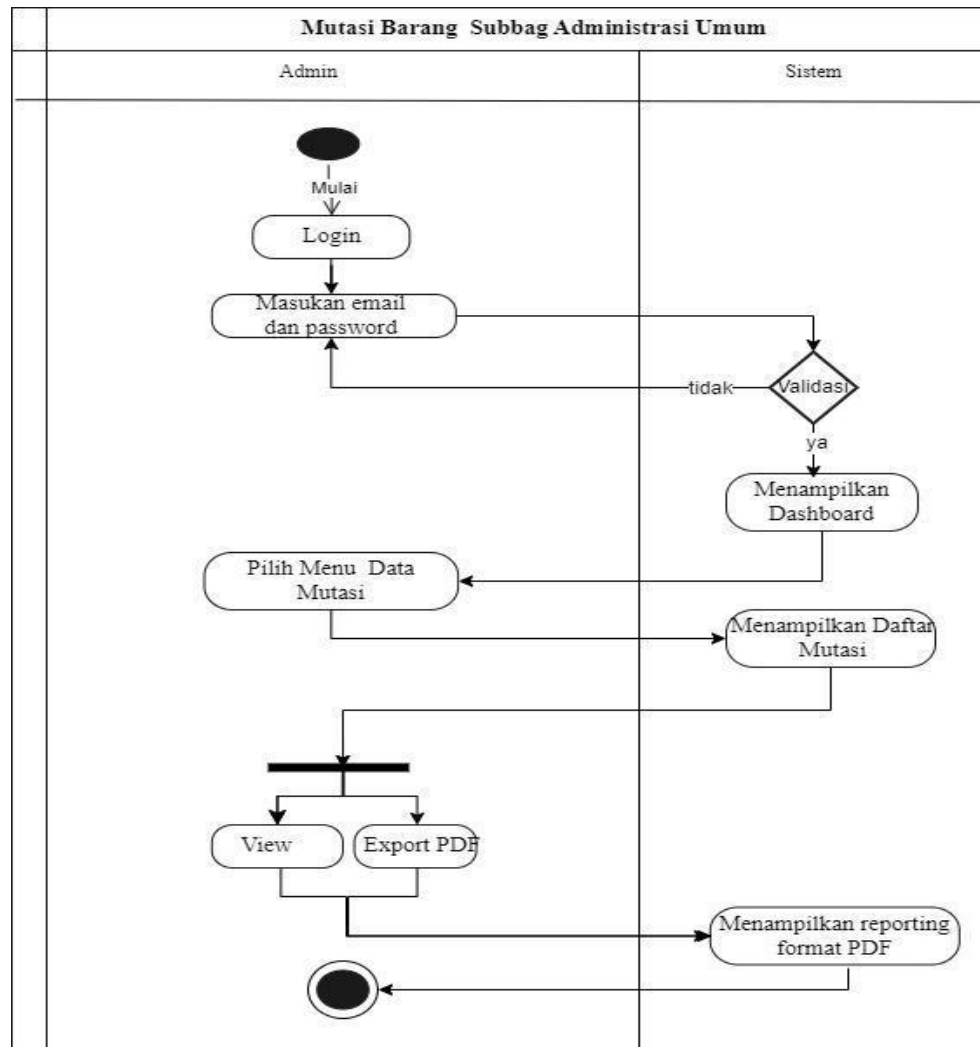 Mutasi Barang Subbag Administrasi Umum
Admin
Sistem
Mulai
Login
Masukan email
dan password
Validasi
tidak
ya
Menampilkan
Dashboard
Pilih Menu Data
Mutasi
Menampilkan Daftar
Mutasi
View
Export PDF
Menampilkan reporting
format PDF